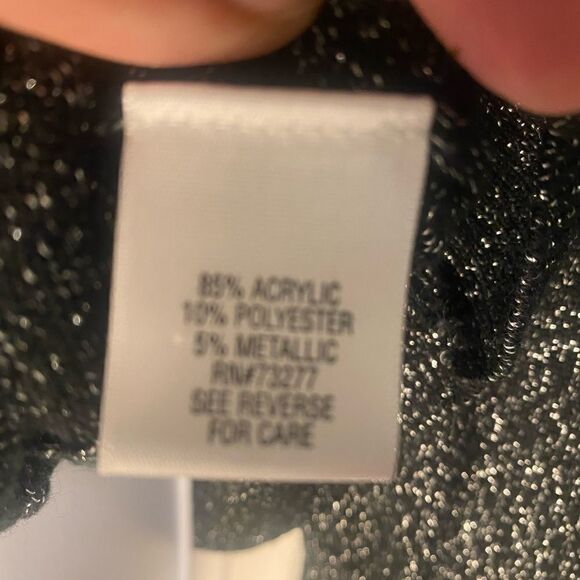 85% ACRYLIC
10% POLYESTER
5% METALLIC
RN#73277
SEE REVERSE
FOR CARE